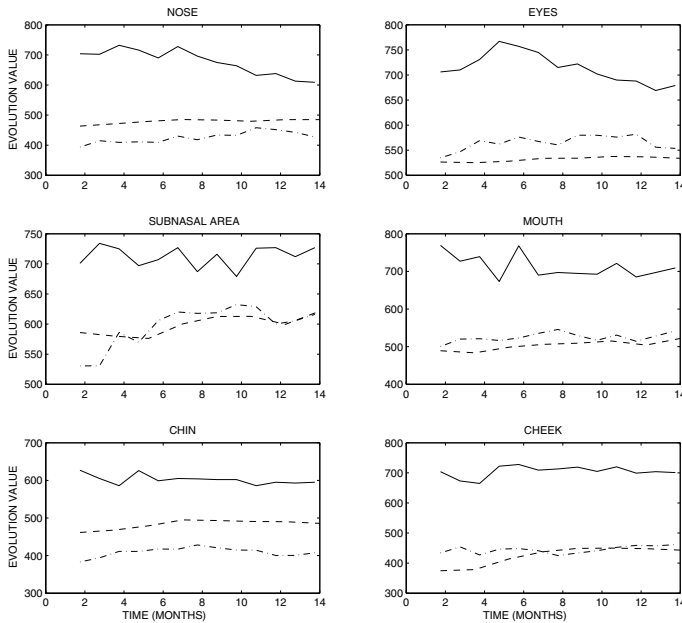 NOSE
EVOLUTION VALUE
800
700
600
500
400
300
0 2 4 6 8 10 12 14
EYES
800
750
700
650
600
550
500
0 2 4 6 8 10 12 14
SUBNASAL AREA
EVOLUTION VALUE
750
700
650
600
550
500
0 2 4 6 8 10 12 14
MOUTH
800
700
600
500
400
0 2 4 6 8 10 12 14
CHIN
EVOLUTION VALUE
700
600
500
400
300
0 2 4 6 8 10 12 14
TIME (MONTHS)
CHEEK
800
700
600
500
400
300
0 2 4 6 8 10 12 14
TIME (MONTHS)